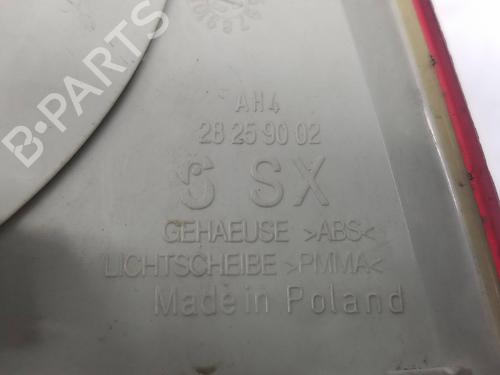 B-PARTS
AH4
28 25 90 02
SX
GEHAEUSE >ABS<
LICHTSCHEIBE >PMMA<
Made in Poland